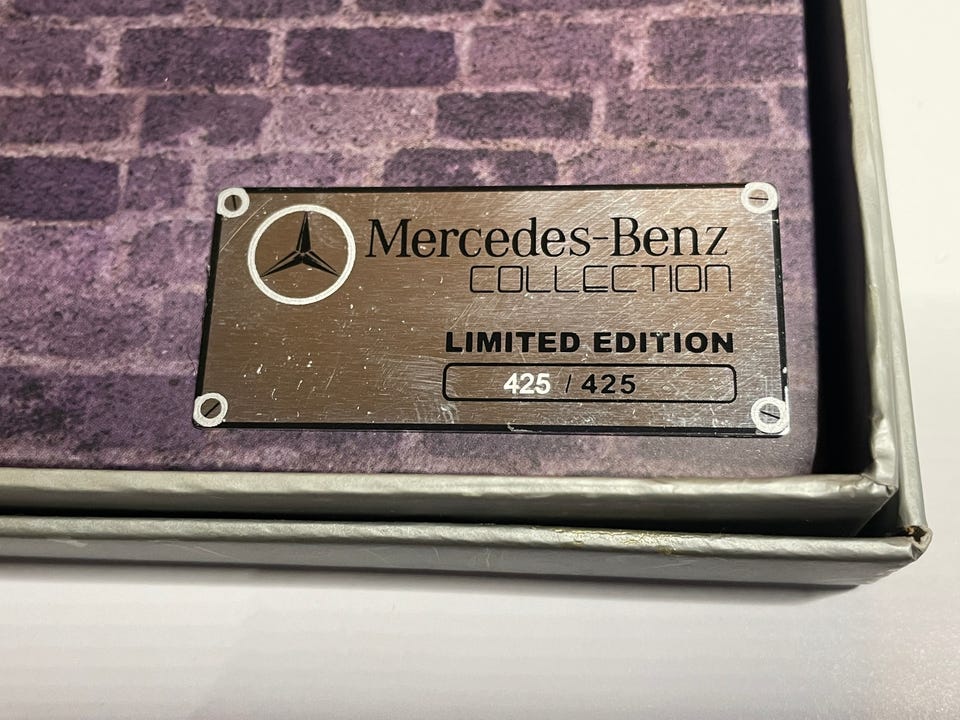 Mercedes-Benz
COLLECTION
LIMITED EDITION
425 / 425